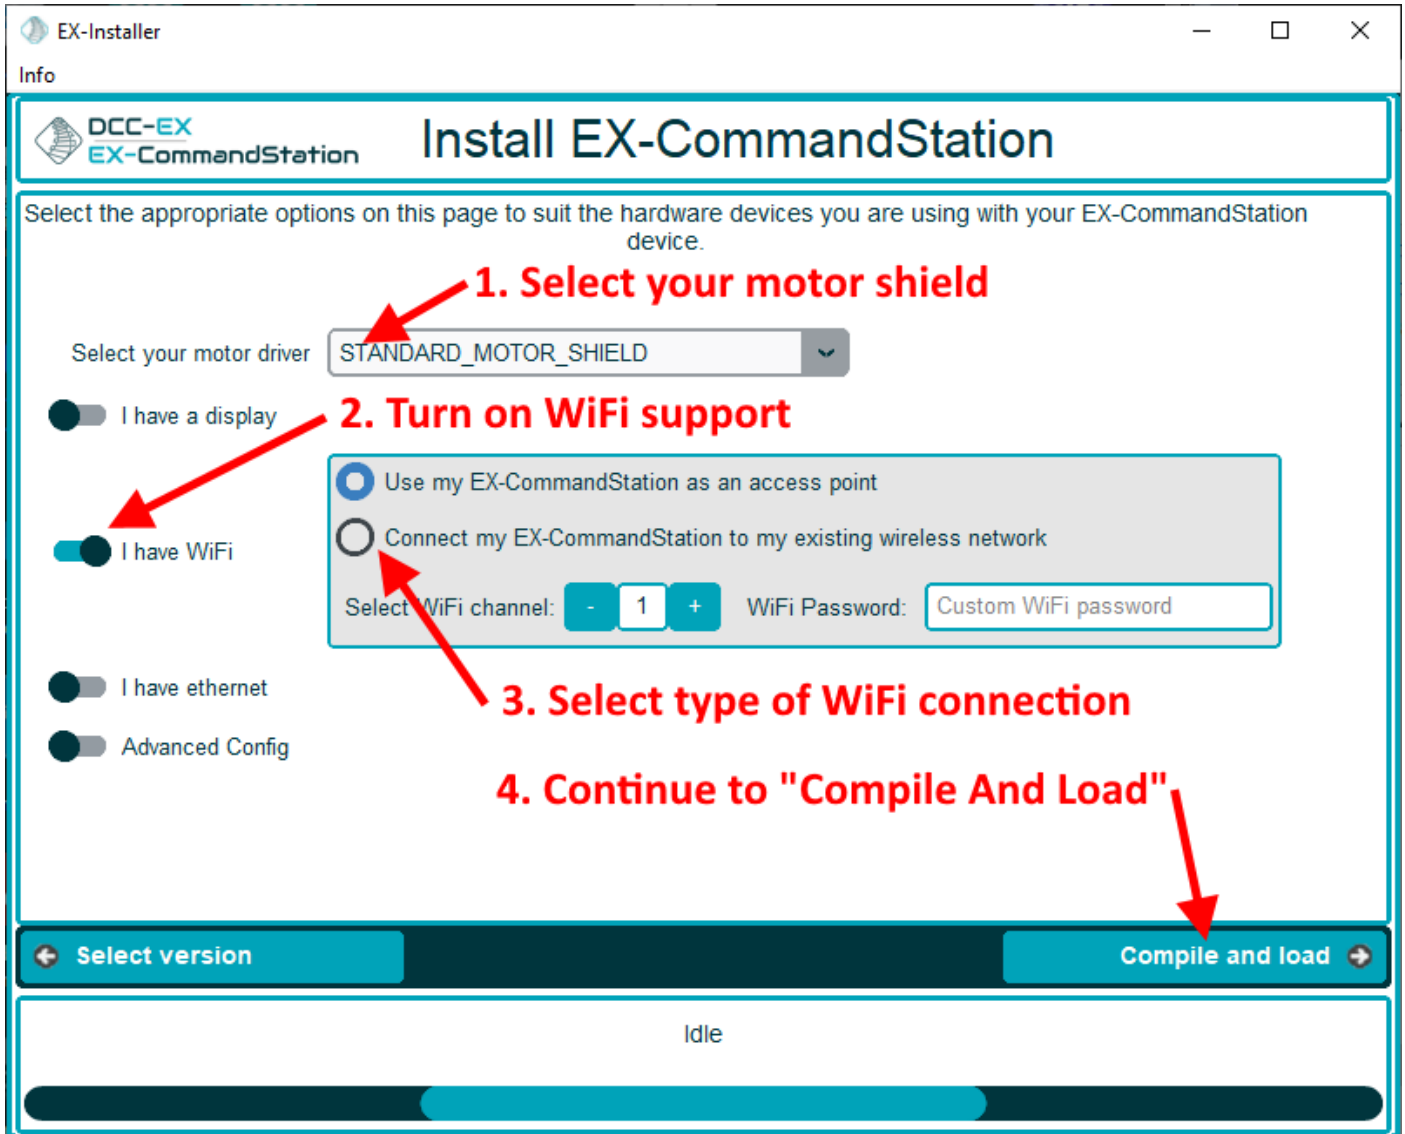 EX-Installer
Info
DCC-EX
EX-CommandStation
Install EX-CommandStation
Select the appropriate options on this page to suit the hardware devices you are using with your EX-CommandStation
device.
1. Select your motor shield
Select your motor driver
STANDARD_MOTOR_SHIELD
I have a display
2. Turn on WiFi support
Use my EX-CommandStation as an access point
Connect my EX-CommandStation to my existing wireless network
I have WiFi
Select WiFi channel: - 1 + WiFi Password: Custom WiFi password
I have ethernet
3. Select type of WiFi connection
Advanced Config
4. Continue to "Compile And Load"
Select version
Compile and load
Idle